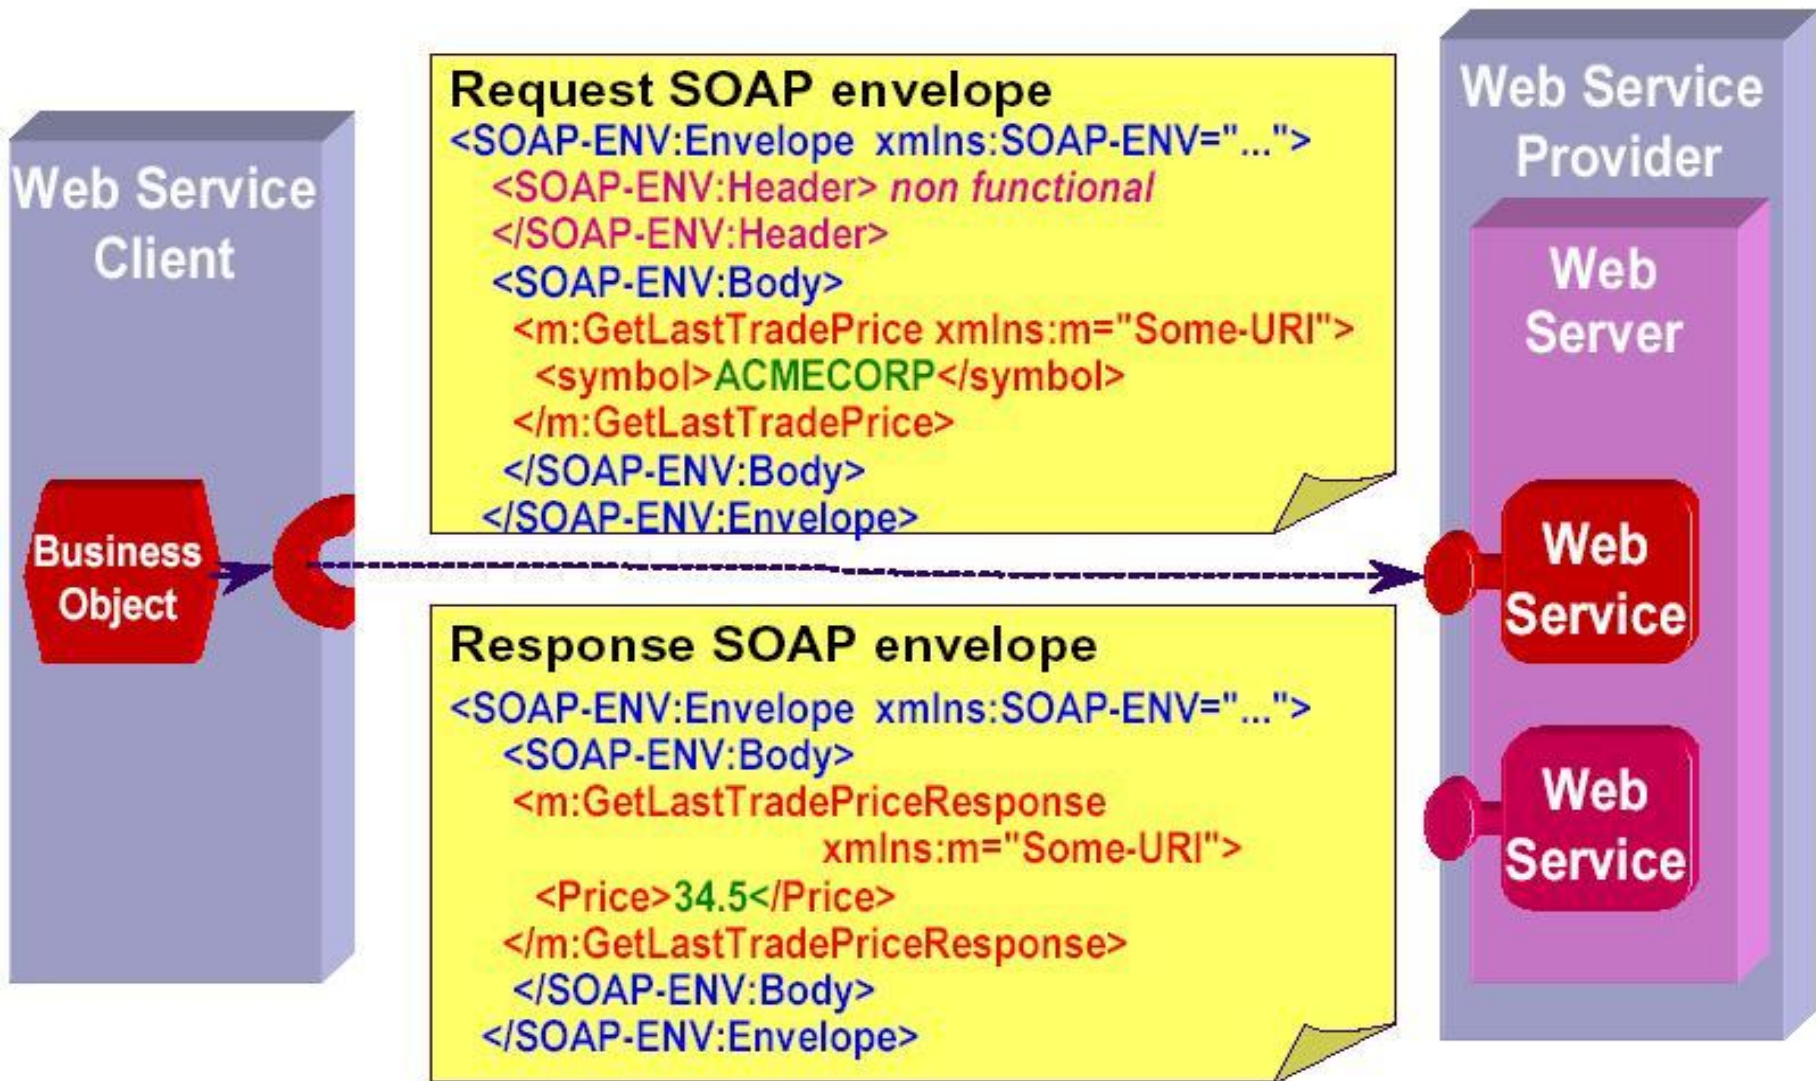 Web Service
Client
Business
Object
Request SOAP envelope
<SOAP-ENV:Envelope xmlns:SOAP-ENV="...">
<SOAP-ENV:Header> non functional
</SOAP-ENV:Header>
<SOAP-ENV:Body>
<m:GetLastTradePrice xmlns:m="Some-URI">
<symbol>ACMECORP</symbol>
</m:GetLastTradePrice>
</SOAP-ENV:Body>
</SOAP-ENV:Envelope>
Response SOAP envelope
<SOAP-ENV:Envelope xmlns:SOAP-ENV="...">
<SOAP-ENV:Body>
<m:GetLastTradePriceResponse
xmlns:m="Some-URI">
<Price>34.5</Price>
</m:GetLastTradePriceResponse>
</SOAP-ENV:Body>
</SOAP-ENV:Envelope>
Web Service
Provider
Web
Server
Web
Service
Web
Service